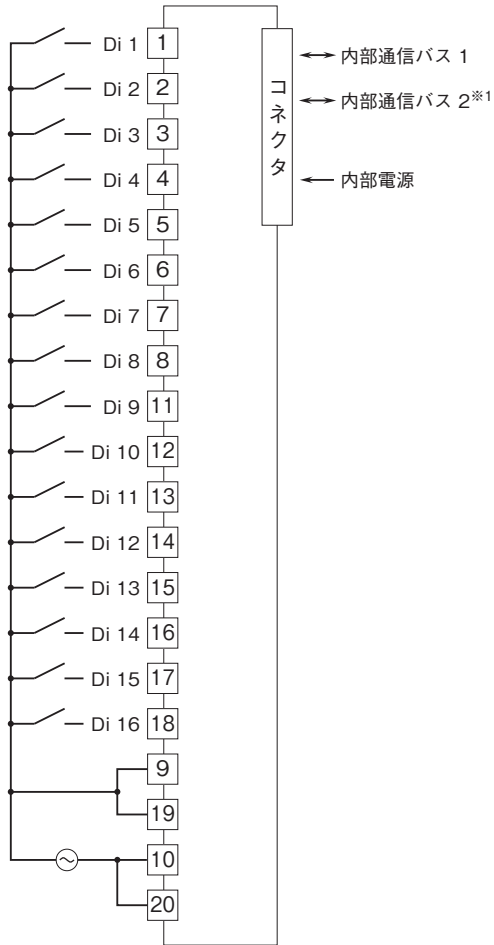 Di 1 1
Di 2 2
Di 3 3
Di 4 4
Di 5 5
Di 6 6
Di 7 7
Di 8 8
Di 9 11
Di 10 12
Di 11 13
Di 12 14
Di 13 15
Di 14 16
Di 15 17
Di 16 18
9
19
10
20
コネクタ
内部通信バス 1
内部通信バス 2※1
内部電源